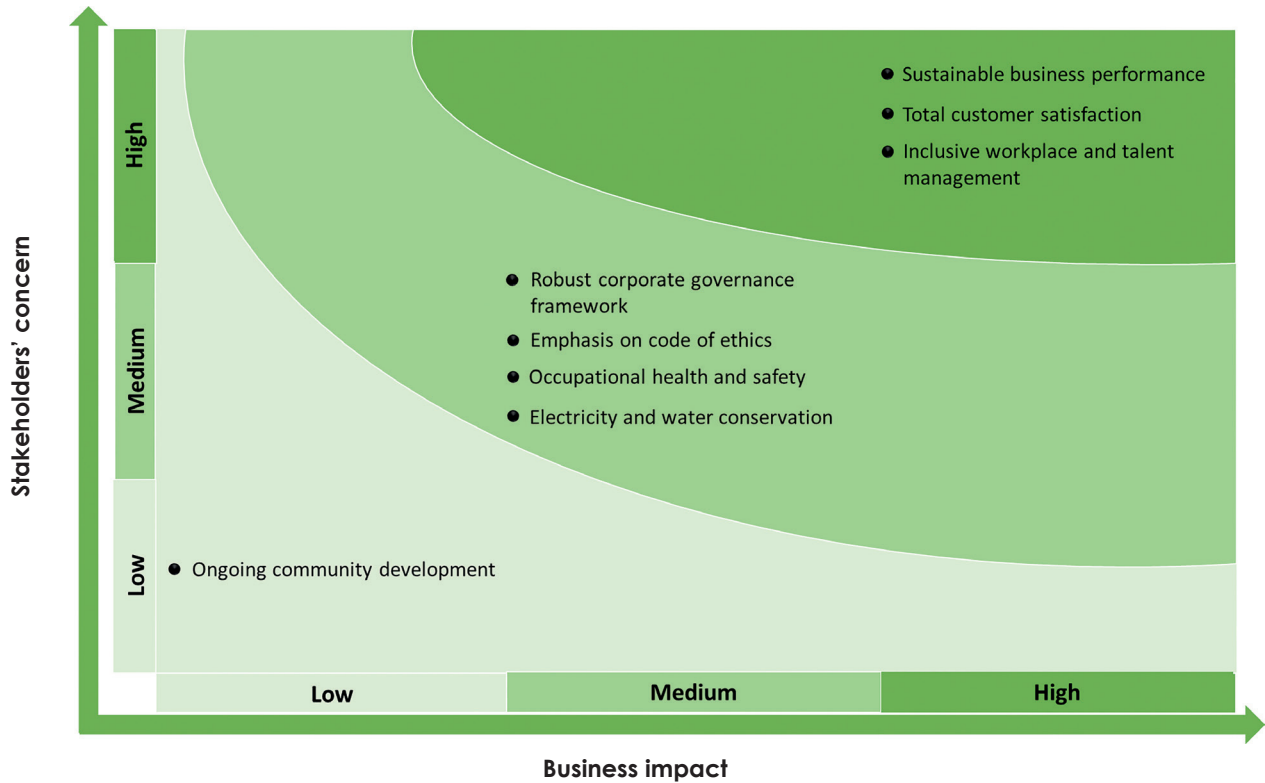 Stakeholders' concern
High
Medium
Low
Sustainable business performance
Total customer satisfaction
Inclusive workplace and talent
management
Robust corporate governance
framework
Emphasis on code of ethics
Occupational health and safety
Electricity and water conservation
Ongoing community development
Low
Medium
High
Business impact